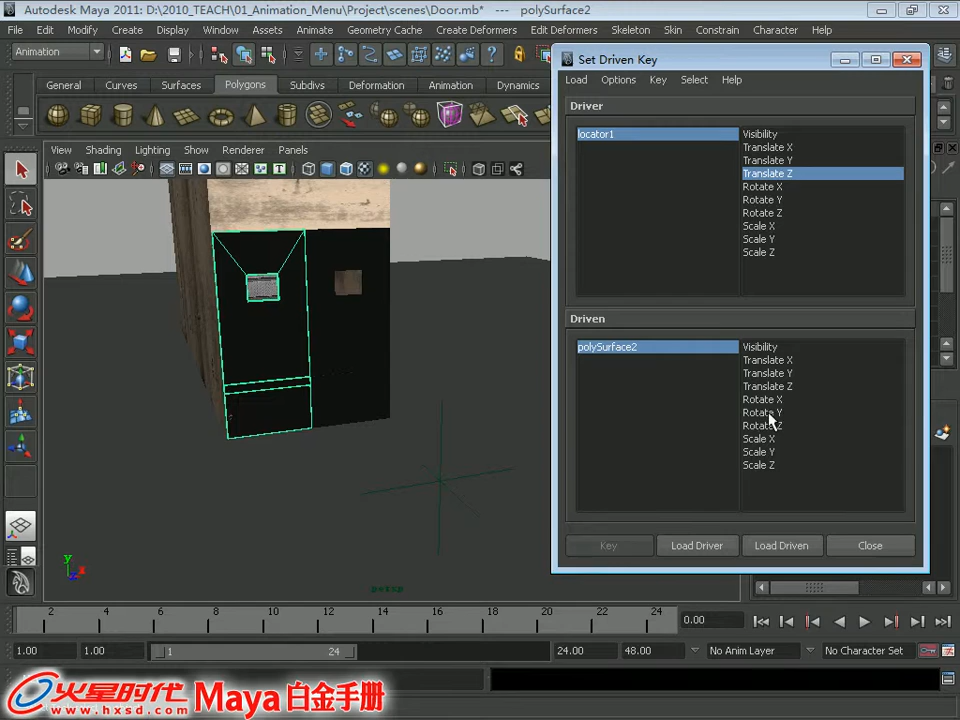 Autodesk Maya 2011: D:\2010_TEACH\01_Animation_Menu\Project\scenes\Door.mb* --- polySurface2
File Edit Modify Create Display Window Assets Animate Geometry Cache Create Deformers Edit Deformers Skeleton Skin Constrain Character Help
Animation
General Curves Surfaces Polygons Subdivs Deformation Animation Dynamics
View Shading Lighting Show Renderer Panels
Set Driven Key
Load Options Key Select Help
Driver
locator1
Visibility
Translate X
Translate Y
Translate Z
Rotate X
Rotate Y
Rotate Z
Scale X
Scale Y
Scale Z
Driven
polySurface2
Visibility
Translate X
Translate Y
Translate Z
Rotate X
Rotate Y
Rotate Z
Scale X
Scale Y
Scale Z
Key Load Driver Load Driven Close
y
x
z
persp
2 4 6 8 10 12 14 16 18 20 22 24
0.00
1.00 1.00 1 24 24.00 48.00 No Anim Layer No Character Set
火星时代 Maya 白金手册
www.hxsd.com